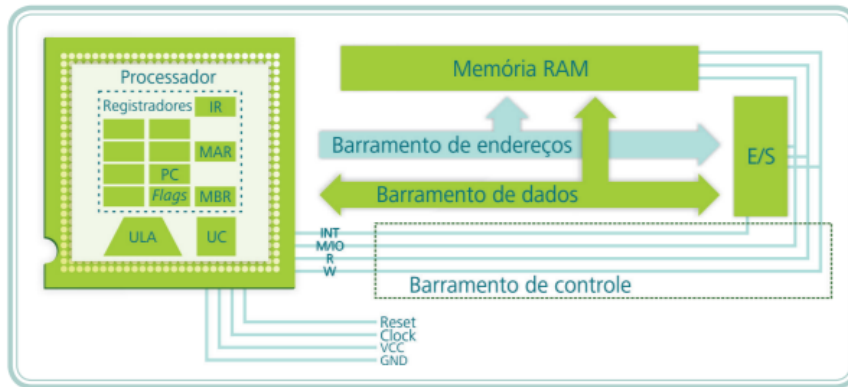 Processador
Registradores
IR
MAR
PC
Flags
MBR
ULA
UC
Memória RAM
Barramento de endereços
E/S
Barramento de dados
INT
M/IO
R
W
Barramento de controle
Reset
Clock
VCC
GND